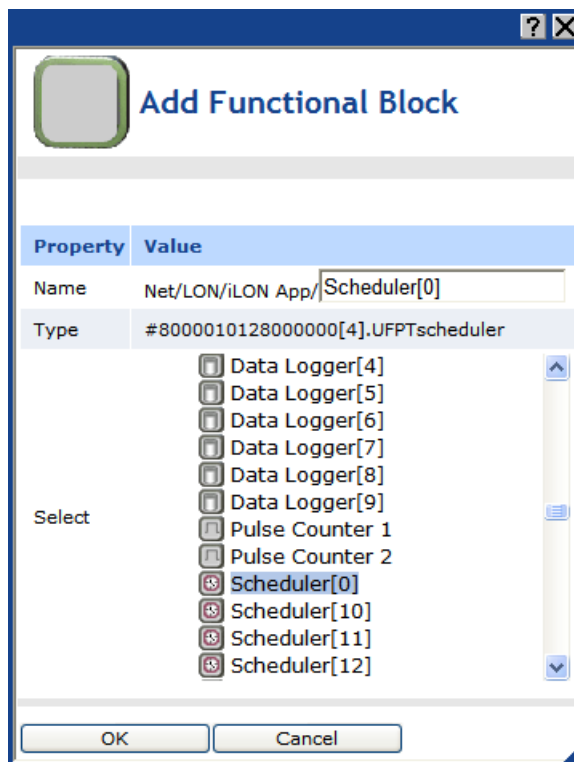 ? X
Add Functional Block
Property Value
Name Net/LON/iLON App/ Scheduler[0]
Type #8000010128000000[4].UFPTscheduler
Select
Data Logger[4]
Data Logger[5]
Data Logger[6]
Data Logger[7]
Data Logger[8]
Data Logger[9]
Pulse Counter 1
Pulse Counter 2
Scheduler[0]
Scheduler[10]
Scheduler[11]
Scheduler[12]
OK Cancel